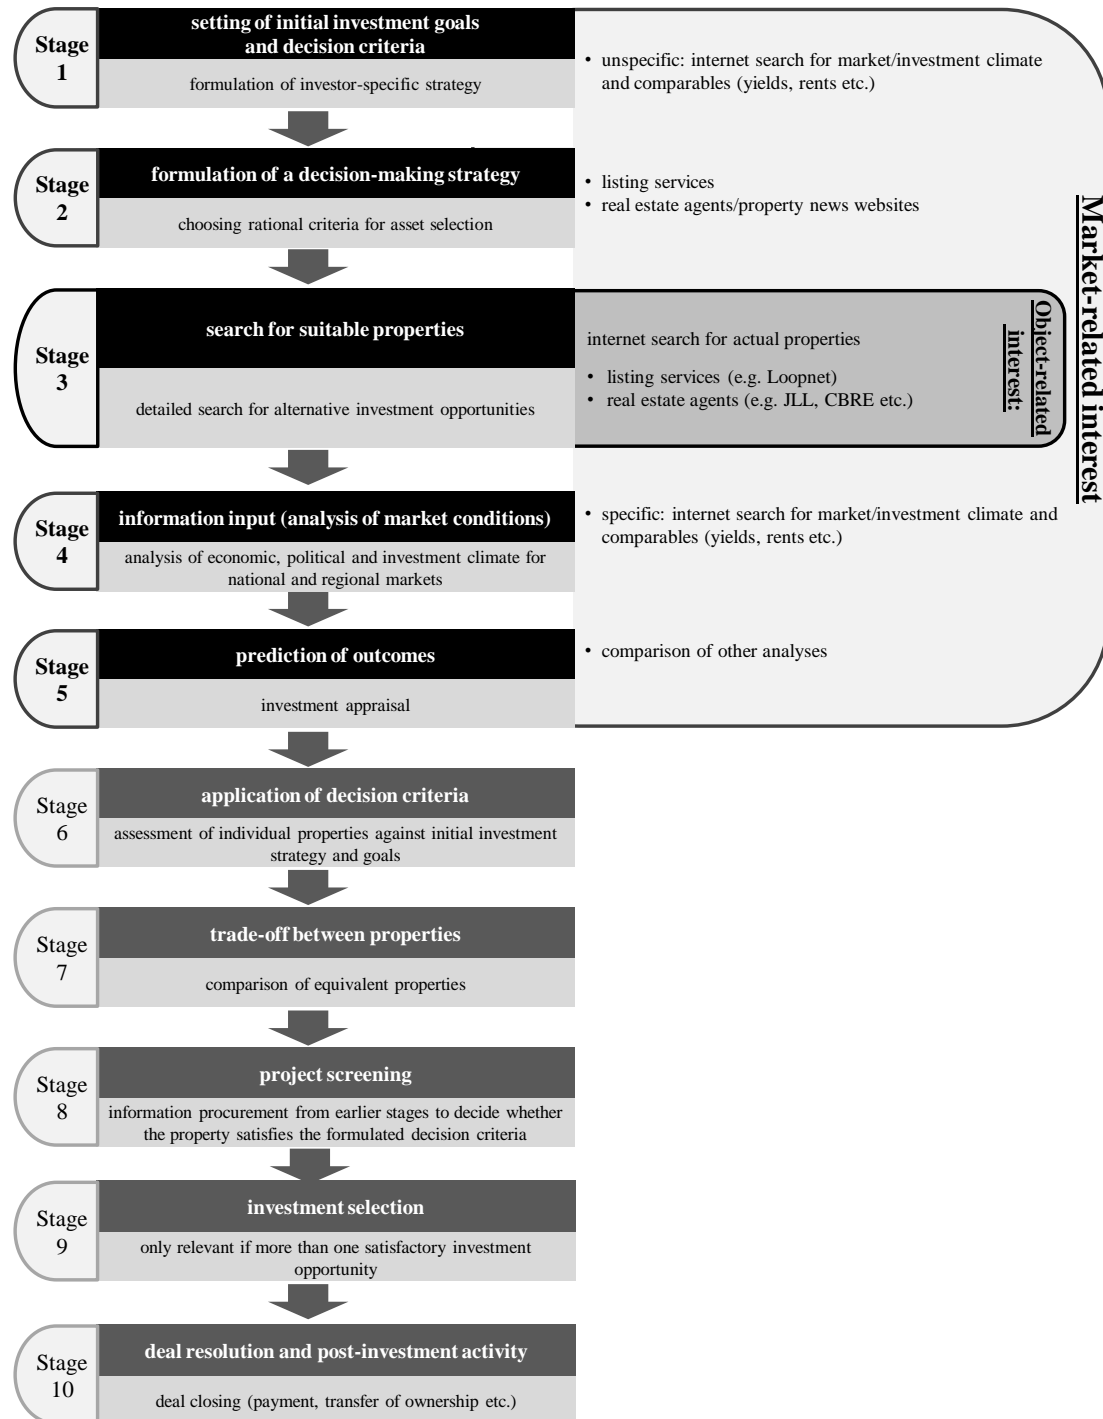 Stage
1
setting of initial investment goals
and decision criteria
formulation of investor-specific strategy
• unspecific: internet search for market/investment climate
and comparables (yields, rents etc.)
Stage
2
formulation of a decision-making strategy
choosing rational criteria for asset selection
• listing services
• real estate agents/property news websites
Market-related interest
Stage
3
search for suitable properties
detailed search for alternative investment opportunities
internet search for actual properties
• listing services (e.g. Loopnet)
• real estate agents (e.g. JLL, CBRE etc.)
Object-related
interest:
Stage
4
information input (analysis of market conditions)
analysis of economic, political and investment climate for
national and regional markets
• specific: internet search for market/investment climate and
comparables (yields, rents etc.)
Stage
5
prediction of outcomes
investment appraisal
• comparison of other analyses
Stage
6
application of decision criteria
assessment of individual properties against initial investment
strategy and goals
Stage
7
trade-off between properties
comparison of equivalent properties
Stage
8
project screening
information procurement from earlier stages to decide whether
the property satisfies the formulated decision criteria
Stage
9
investment selection
only relevant if more than one satisfactory investment
opportunity
Stage
10
deal resolution and post-investment activity
deal closing (payment, transfer of ownership etc.)